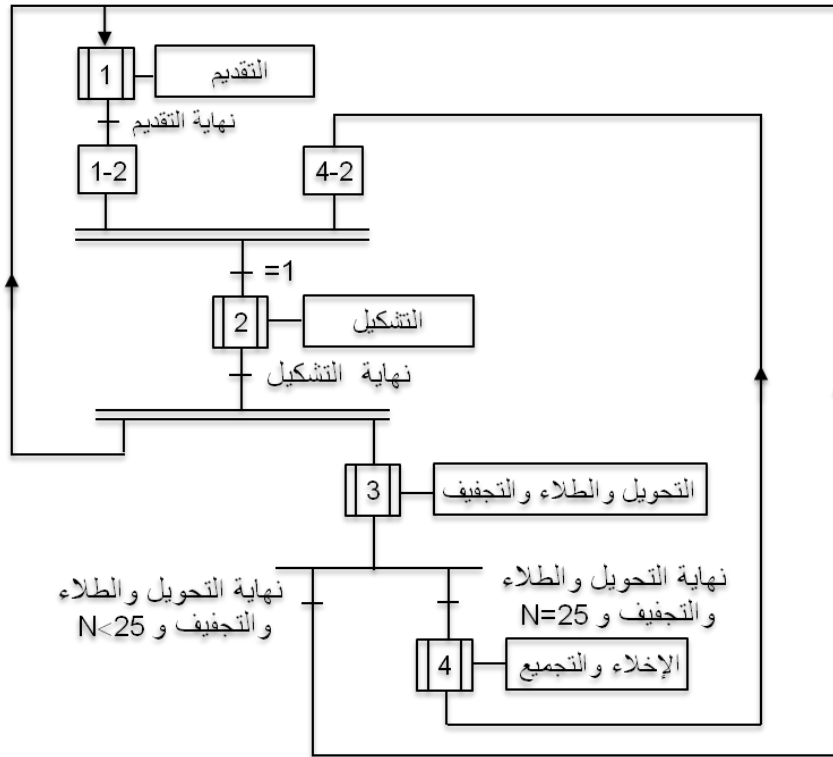 1
التقديم
نهاية التقديم
1-2
4-2
=1
2
التشكيل
نهاية التشكيل
3
التحويل والطلاء والتجفيف
نهاية التحويل والطلاء
والتجفيف و N<25
نهاية التحويل والطلاء
والتجفيف و N=25
4
الإخلاء والتجميع